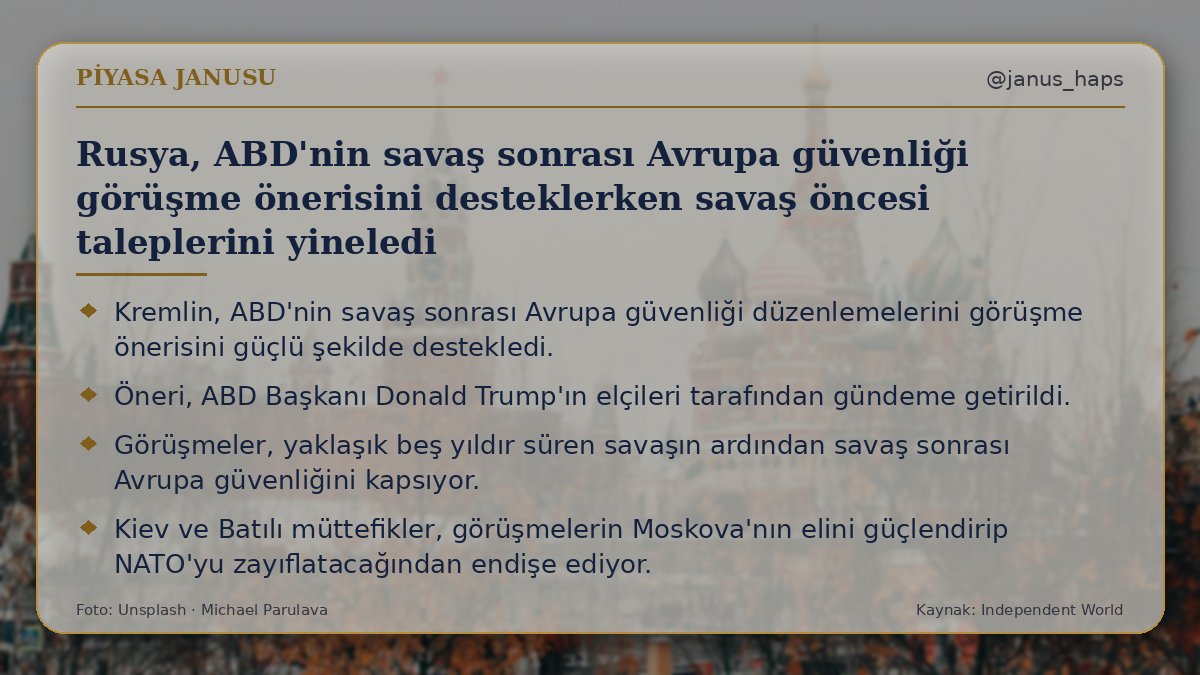 PİYASA JANUSU
@janus_haps
Rusya, ABD'nin savaş sonrası Avrupa güvenliği
görüşme önerisini desteklerken savaş öncesi
taleplerini yineledi
Kremlin, ABD'nin savaş sonrası Avrupa güvenliği düzenlemelerini görüşme
önerisini güçlü şekilde destekledi.
Öneri, ABD Başkanı Donald Trump'ın elçileri tarafından gündeme getirildi.
Görüşmeler, yaklaşık beş yıldır süren savaşın ardından savaş sonrası
Avrupa güvenliğini kapsıyor.
Kiev ve Batılı müttefikler, görüşmelerin Moskova'nın elini güçlendirip
NATO'yu zayıflatacağından endişe ediyor.
Foto: Unsplash · Michael Parulava
Kaynak: Independent World